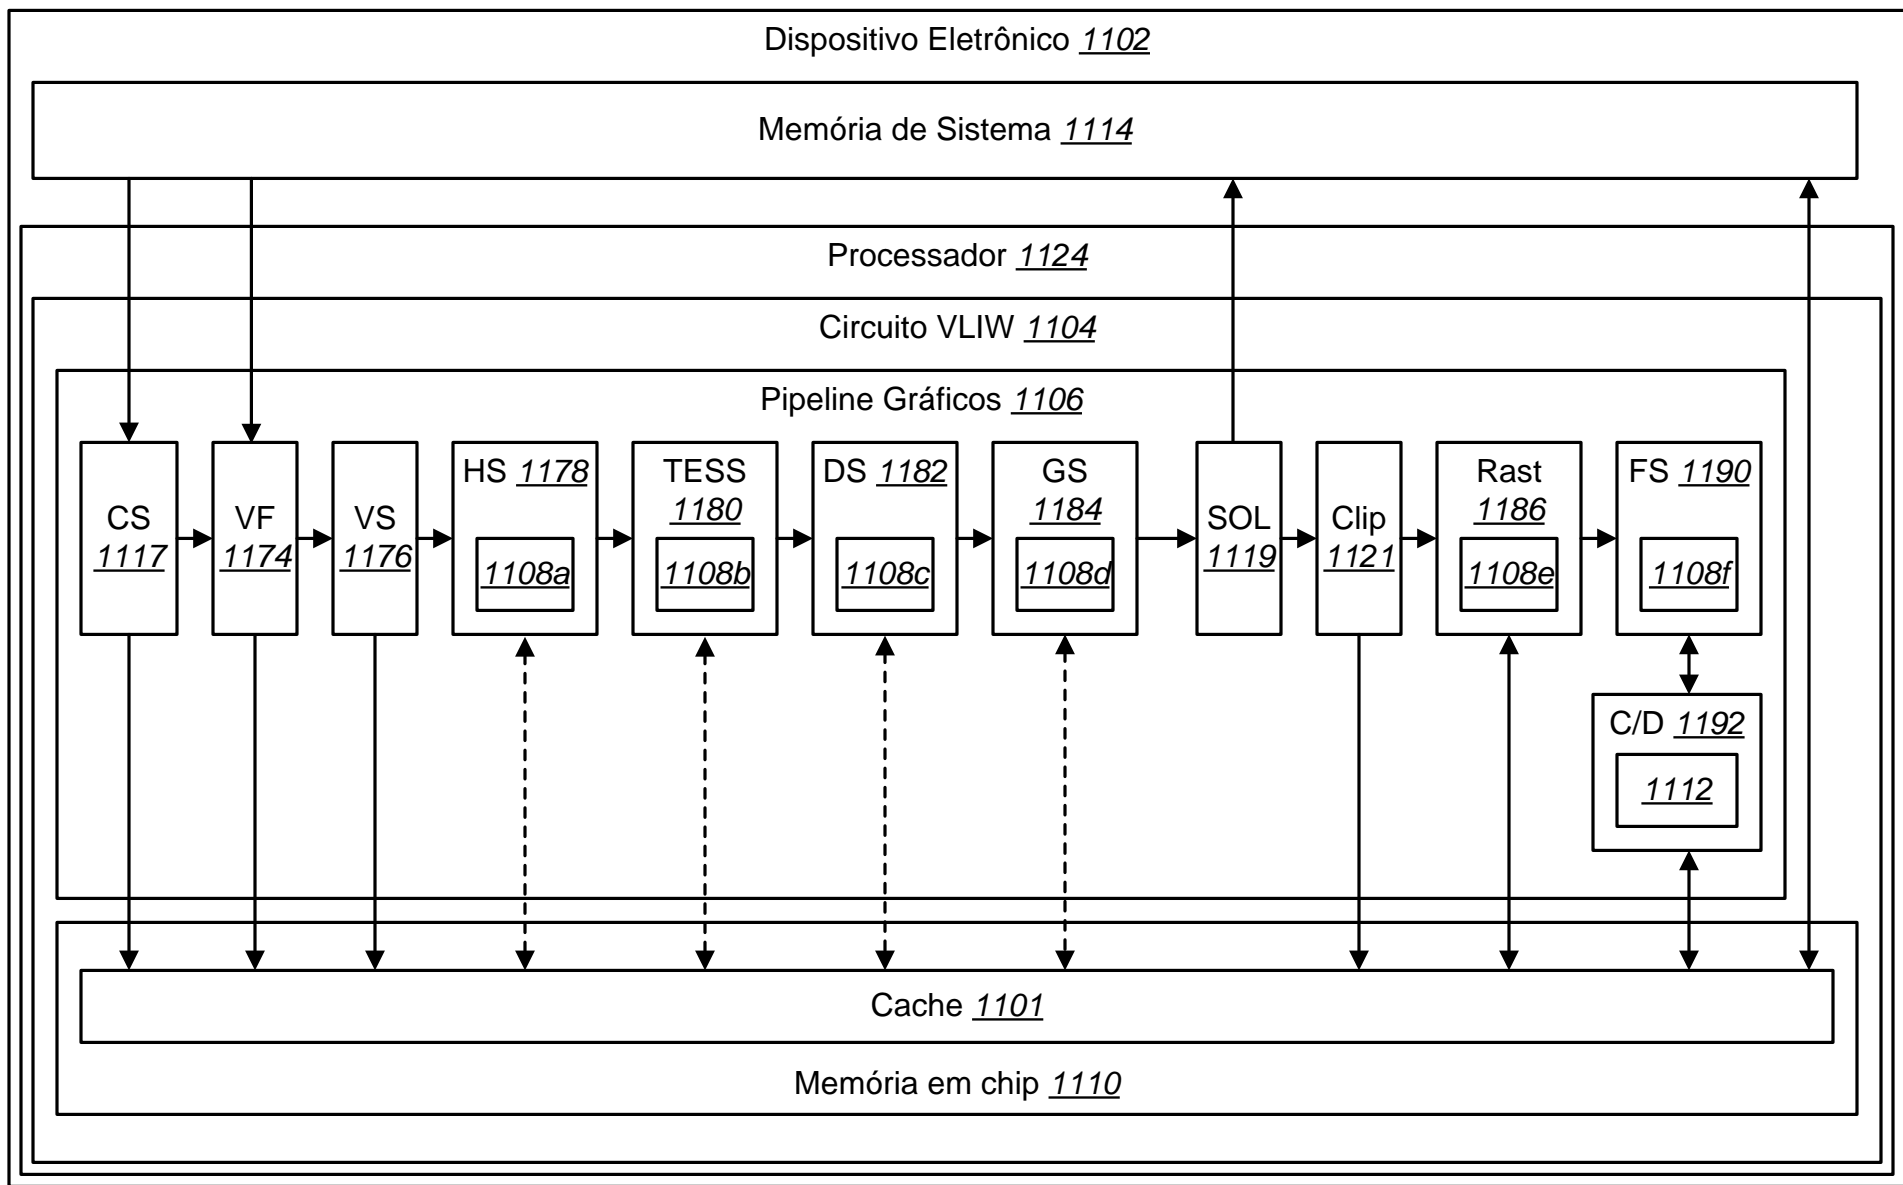 Dispositivo Eletrônico 1102
Memória de Sistema 1114
Processador 1124
Circuito VLIW 1104
Pipeline Gráficos 1106
CS
1117
VF
1174
VS
1176
HS 1178
1108a
TESS
1180
1108b
DS 1182
1108c
GS
1184
1108d
SOL
1119
Clip
1121
Rast
1186
1108e
FS 1190
1108f
C/D 1192
1112
Cache 1101
Memória em chip 1110